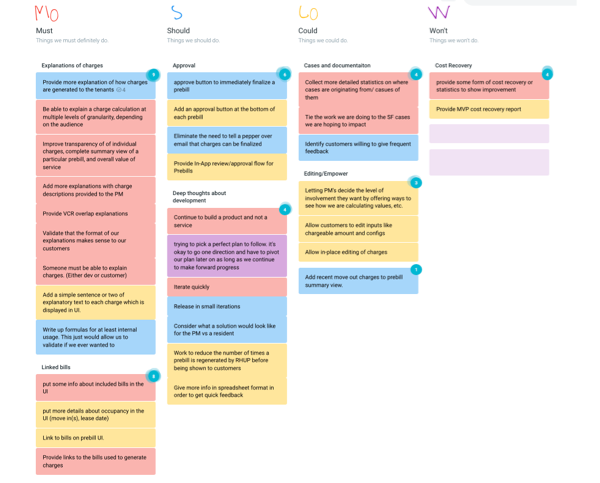 Mo
S
Co
W
Must
Things we must definitely do.
Should
Things we should do.
Could
Things we could do.
Won't
Things we won't do.
Explanations of charges
Provide more explanation of how charges
are generated to the tenants 4
Be able to explain a charge calculation at
multiple levels of granularity, depending
on the audience
Improve transparency of of individual
charges, complete summary view of a
particular prebill, and overall value of
service
Add more explanations with charge
descriptions provided to the PM
Provide VCR overlap explanations
Validate that the format of our
explanations makes sense to our
customers
Someone must be able to explain
charges. (Either dev or customer)
Add a simple sentence or two of
explanatory text to each charge which is
displayed in UI.
Write up formulas for at least internal
usage. This just would allow us to
validate if we ever wanted to
Linked bills
put some info about included bills in the
UI
put more details about occupancy in the
UI (move in(s), lease date)
Link to bills on prebill UI.
Provide links to the bills used to generate
charges
Approval
approve button to immediately finalize a
prebill
Add an approval button at the bottom of
each prebill
Eliminate the need to tell a pepper over
email that charges can be finalized
Provide In-App review/approval flow for
Prebills
Deep thoughts about
development
4
Continue to build a product and not a
service
trying to pick a perfect plan to follow. it's
okay to go one direction and have to pivot
our plan later on as long as we continue
to make forward progress
Iterate quickly
Release in small iterations
Consider what a solution would look like
for the PM vs a resident
Work to reduce the number of times a
prebill is regenerated by RHUP before
being shown to customers
Give more info in spreadsheet format in
order to get quick feedback
Cases and documentaiton
Collect more detailed statistics on where
cases are originating from/ casues of
them
Tie the work we are doing to the SF cases
we are hoping to impact
Identify customers willing to give frequent
feedback
Editing/Empower
3
Letting PM's decide the level of
involvement they want by offering ways to
see how we are calculating values, etc.
Allow customers to edit inputs like
chargeable amount and configs
Allow in-place editing of charges
1
Add recent move out charges to prebill
summary view.
Cost Recovery
provide some form of cost recovery or
statistics to show improvement
Provide MVP cost recovery report